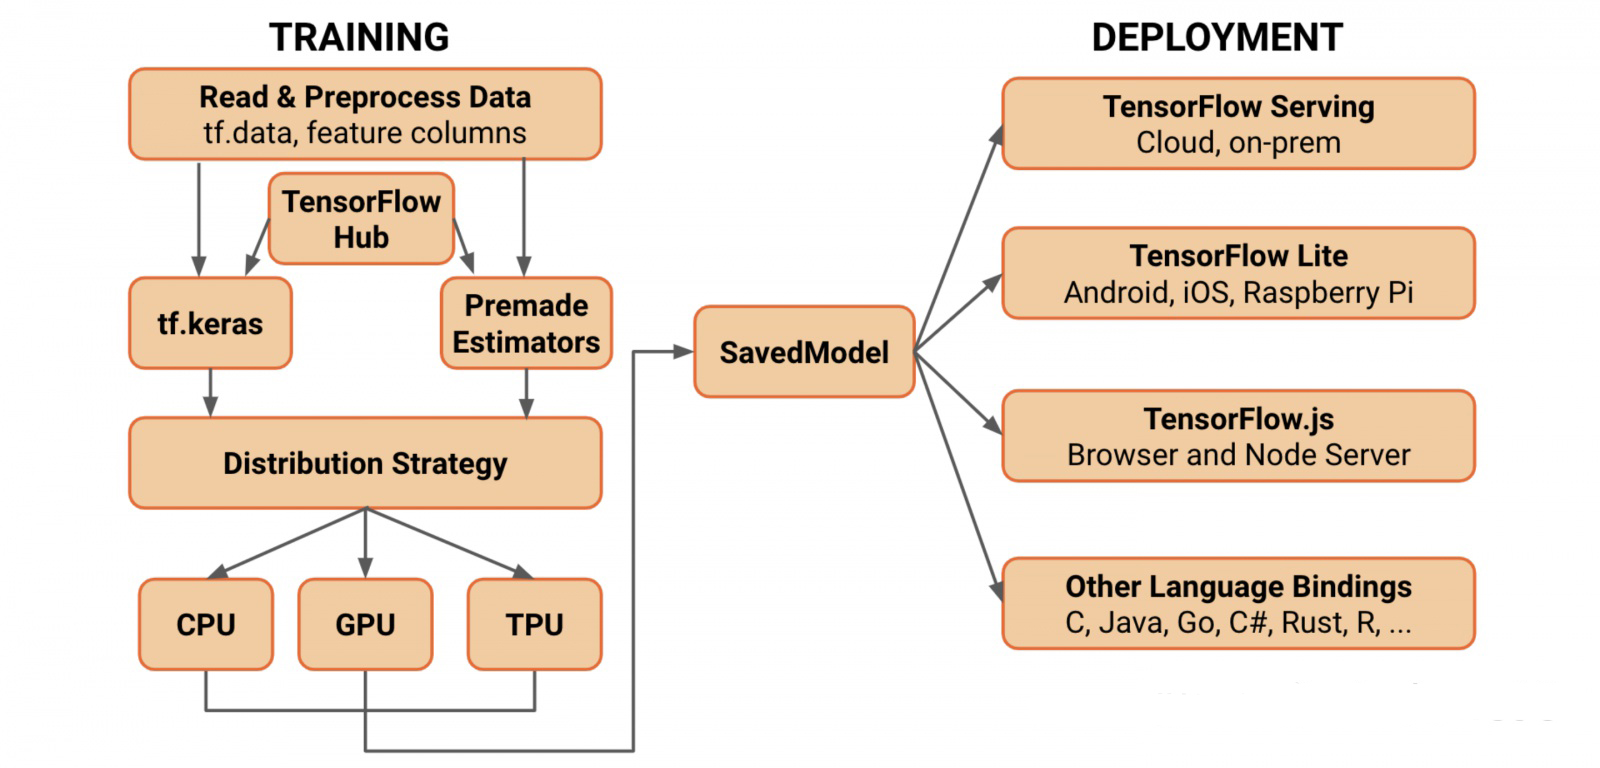 TRAINING
Read & Preprocess Data
tf.data, feature columns
TensorFlow
Hub
tf.keras
Premade
Estimators
Distribution Strategy
CPU
GPU
TPU
SavedModel
DEPLOYMENT
TensorFlow Serving
Cloud, on-prem
TensorFlow Lite
Android, iOS, Raspberry Pi
TensorFlow.js
Browser and Node Server
Other Language Bindings
C, Java, Go, C#, Rust, R, ...